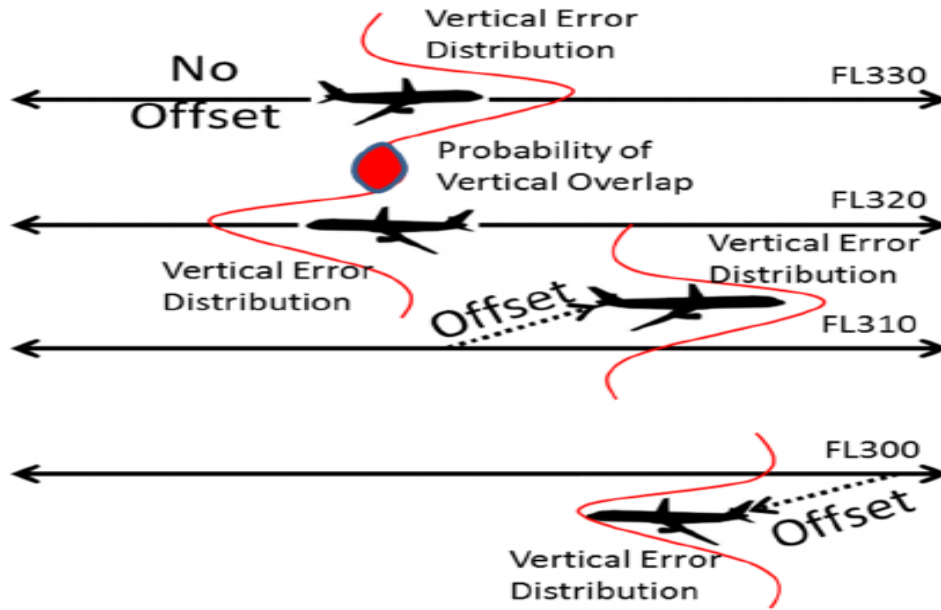 Vertical Error
Distribution
No
Offset
FL330
Probability of
Vertical Overlap
FL320
Vertical Error
Distribution
Vertical Error
Distribution
Offset
FL310
FL300
Offset
Vertical Error
Distribution